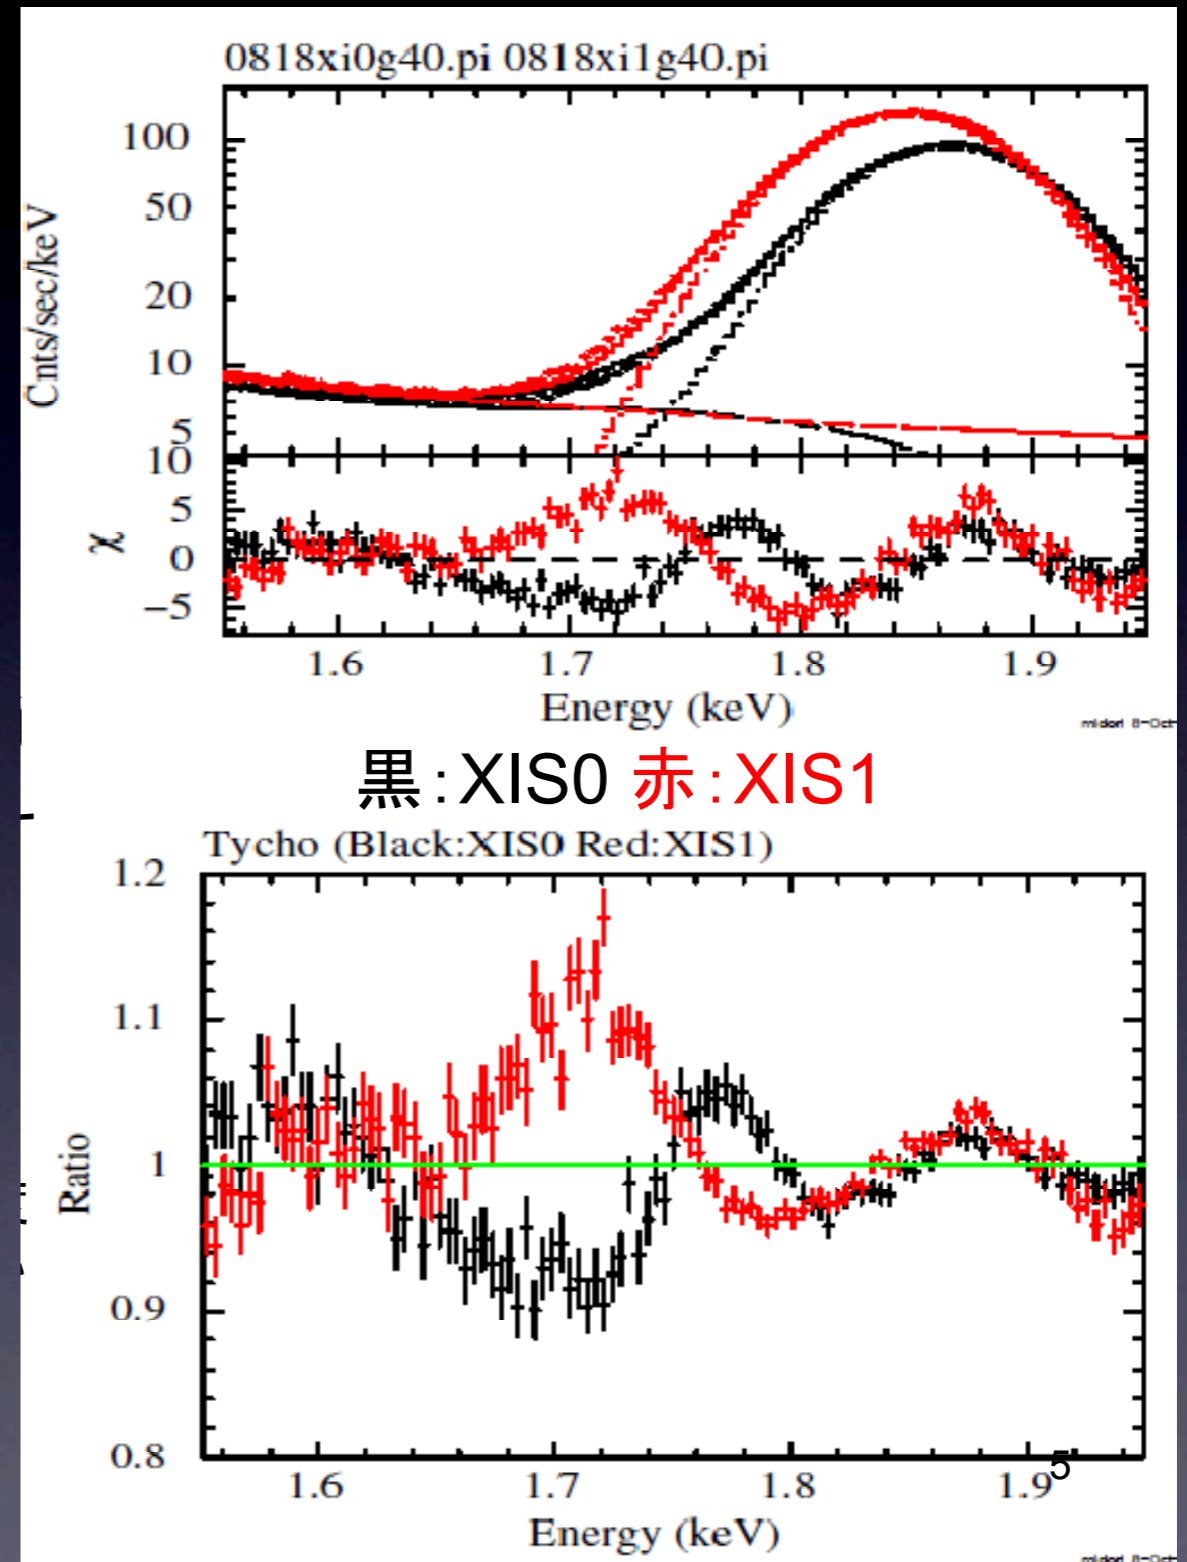 0818xi0g40.pi 0818xi1g40.pi
Cnts/sec/keV
100
50
20
10
5
χ
10
5
0
−5
1.6 1.7 1.8 1.9
Energy (keV)
黒:XIS0 赤:XIS1
Tycho (Black:XIS0 Red:XIS1)
Ratio
1.2
1.1
1
0.9
0.8
1.6 1.7 1.8 1.9
5
Energy (keV)